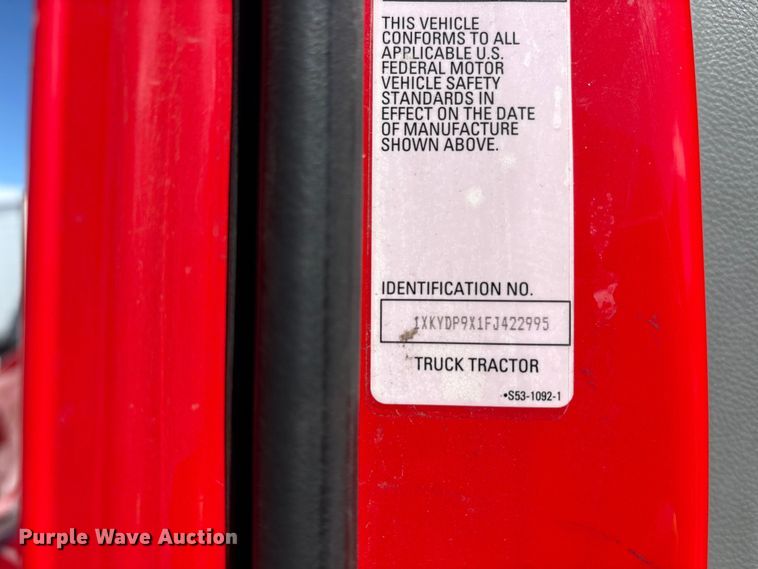 THIS VEHICLE
CONFORMS TO ALL
APPLICABLE U.S.
FEDERAL MOTOR
VEHICLE SAFETY
STANDARDS IN
EFFECT ON THE DATE
OF MANUFACTURE
SHOWN ABOVE.
IDENTIFICATION NO.
1XKYDP9X1FJ422995
TRUCK TRACTOR
•S53-1092-1
Purple Wave Auction®